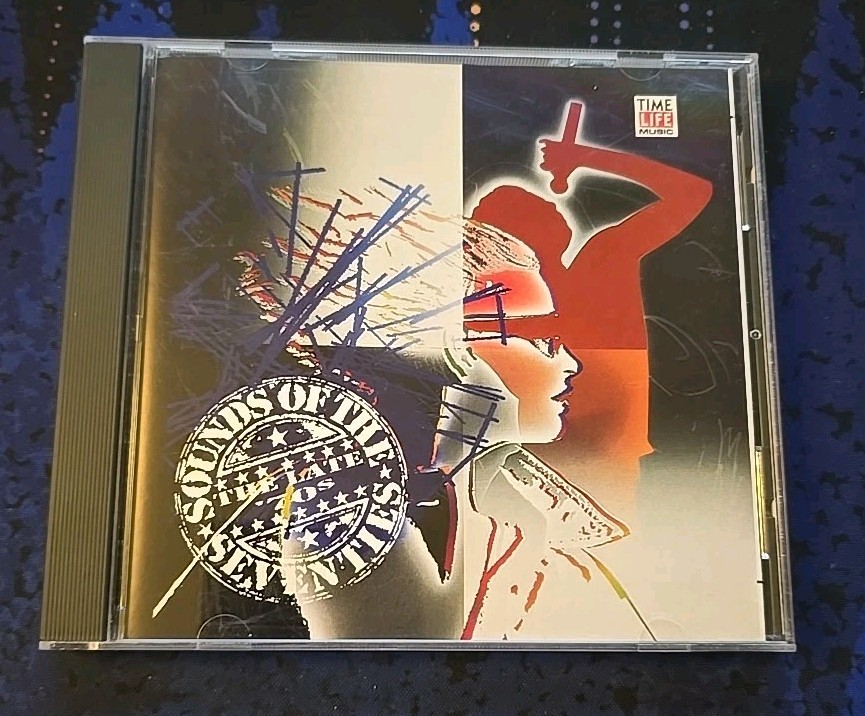 TIME
LIFE
MUSIC
SOUNDS OF THE
THE LATE
'70s
SEVENTIES